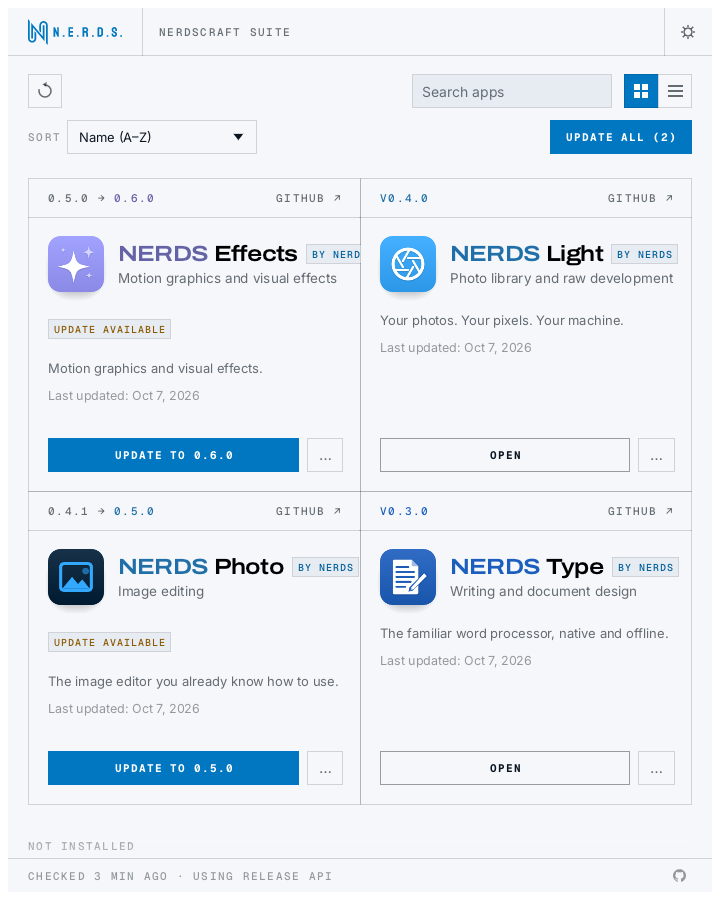 N.E.R.D.S.
NERDSCRAFT SUITE
Search apps
SORT
Name (A–Z)
UPDATE ALL (2)
0.5.0 → 0.6.0
GITHUB ↗
NERDS Effects
BY NERD
Motion graphics and visual effects
UPDATE AVAILABLE
Motion graphics and visual effects.
Last updated: Oct 7, 2026
UPDATE TO 0.6.0
...
V0.4.0
GITHUB ↗
NERDS Light
BY NERDS
Photo library and raw development
Your photos. Your pixels. Your machine.
Last updated: Oct 7, 2026
OPEN
...
0.4.1 → 0.5.0
GITHUB ↗
NERDS Photo
BY NERDS
Image editing
UPDATE AVAILABLE
The image editor you already know how to use.
Last updated: Oct 7, 2026
UPDATE TO 0.5.0
...
V0.3.0
GITHUB ↗
NERDS Type
BY NERDS
Writing and document design
The familiar word processor, native and offline.
Last updated: Oct 7, 2026
OPEN
...
NOT INSTALLED
CHECKED 3 MIN AGO · USING RELEASE API